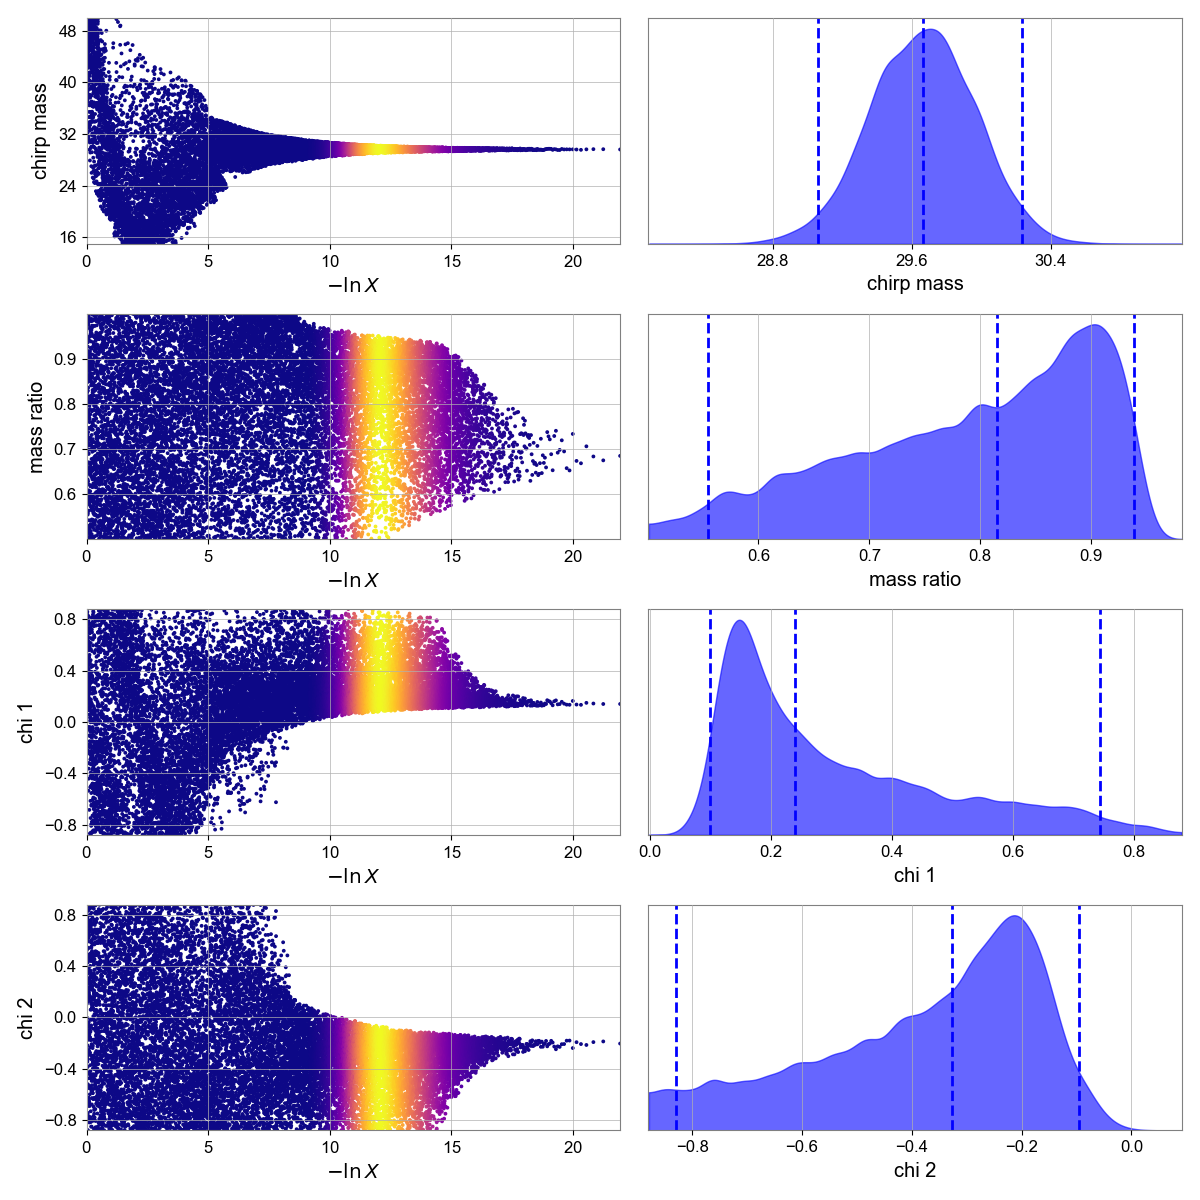 48
40
32
24
16
chirp mass
0 5 10 15 20
−ln X
28.8 29.6 30.4
chirp mass
0.9
0.8
0.7
0.6
mass ratio
0 5 10 15 20
−ln X
0.6 0.7 0.8 0.9
mass ratio
0.8
0.4
0.0
−0.4
−0.8
chi 1
0 5 10 15 20
−ln X
0.0 0.2 0.4 0.6 0.8
chi 1
0.8
0.4
0.0
−0.4
−0.8
chi 2
0 5 10 15 20
−ln X
−0.8 −0.6 −0.4 −0.2 0.0
chi 2